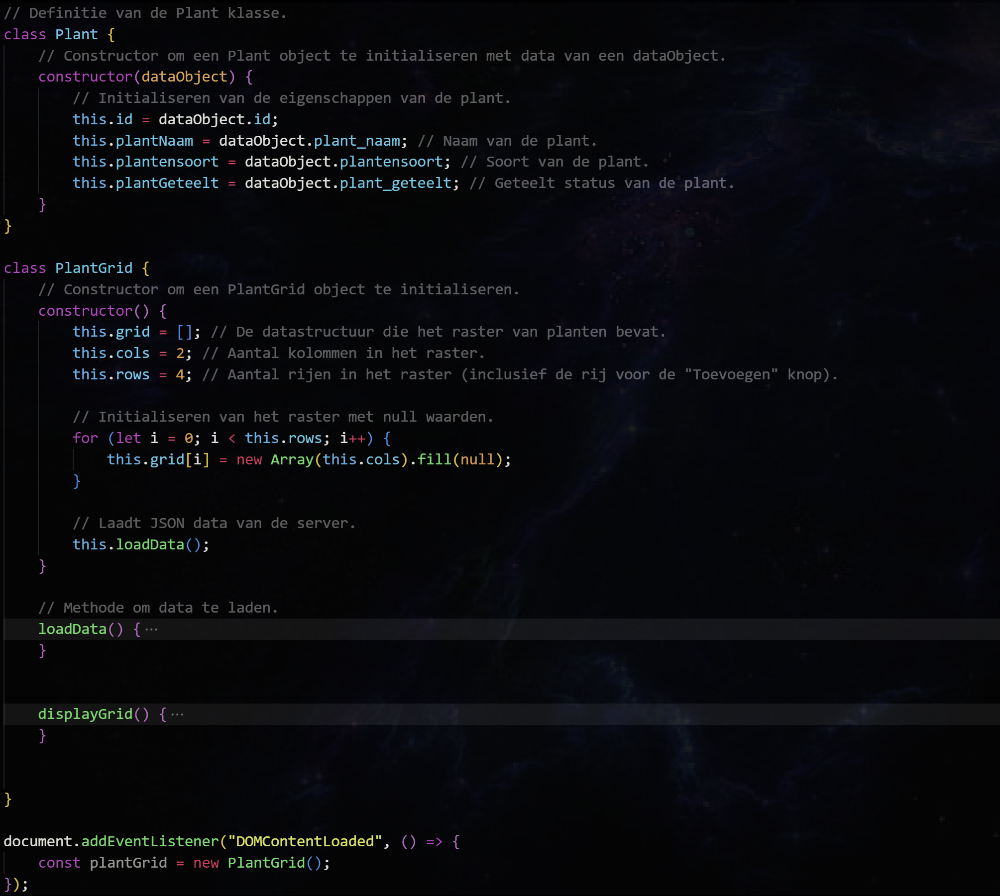 // Definitie van de Plant klasse.
class Plant {
    // Constructor om een Plant object te initialiseren met data van een dataObject.
    constructor(dataObject) {
        // Initialiseren van de eigenschappen van de plant.
        this.id = dataObject.id;
        this.plantNaam = dataObject.plant_naam; // Naam van de plant.
        this.plantensoort = dataObject.plantensoort; // Soort van de plant.
        this.plantGeteelt = dataObject.plant_geteelt; // Geteelt status van de plant.
    }
}

class PlantGrid {
    // Constructor om een PlantGrid object te initialiseren.
    constructor() {
        this.grid = []; // De datastructuur die het raster van planten bevat.
        this.cols = 2; // Aantal kolommen in het raster.
        this.rows = 4; // Aantal rijen in het raster (inclusief de rij voor de "Toevoegen" knop).

        // Initialiseren van het raster met null waarden.
        for (let i = 0; i < this.rows; i++) {
            this.grid[i] = new Array(this.cols).fill(null);
        }

        // Laadt JSON data van de server.
        this.loadData();
    }

    // Methode om data te laden.
    loadData() { ···
    }

    displayGrid() { ···
    }

}

document.addEventListener("DOMContentLoaded", () => {
    const plantGrid = new PlantGrid();
});